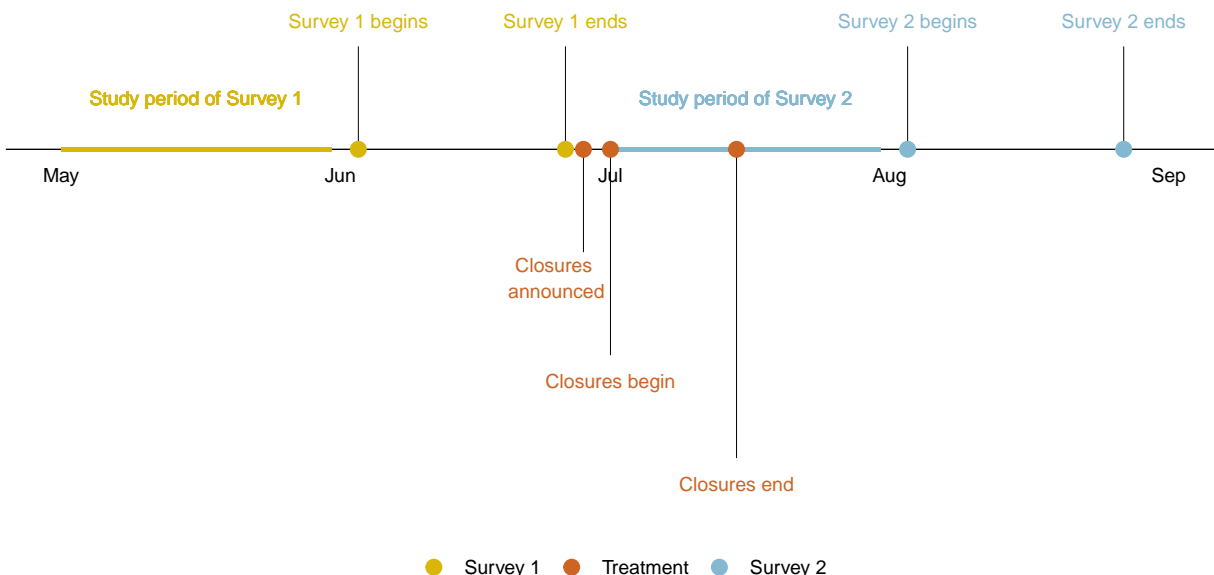 Survey 1 begins
Survey 1 ends
Survey 2 begins
Survey 2 ends
Study period of Survey 1
Study period of Survey 2
May
Jun
Jul
Aug
Sep
Closures
announced
Closures begin
Closures end
Survey 1
Treatment
Survey 2